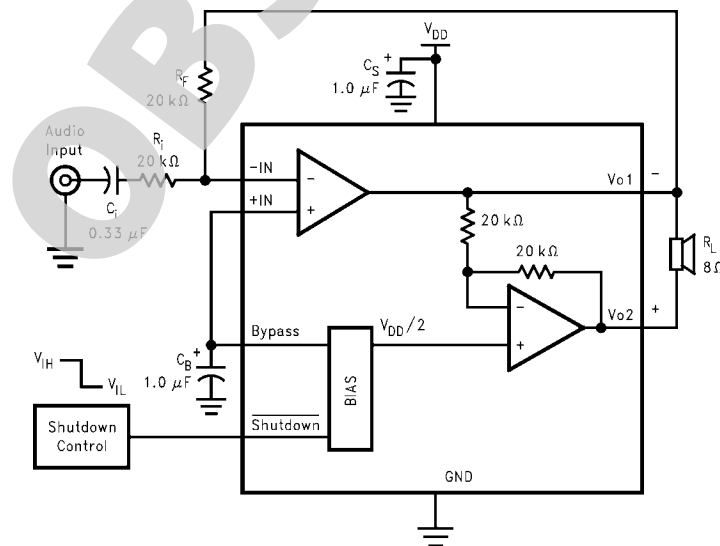 OBS
V_DD
C_S +
1.0 μF
R_F
20 kΩ
Audio
Input
R_i
20 kΩ
C_i
0.33 μF
−IN
+IN
−
+
Vo1
−
20 kΩ
20 kΩ
R_L
8Ω
−
+
Vo2
+
Bypass
V_DD/2
C_B +
1.0 μF
BIAS
V_IH
V_IL
Shutdown
Control
Shutdown
GND